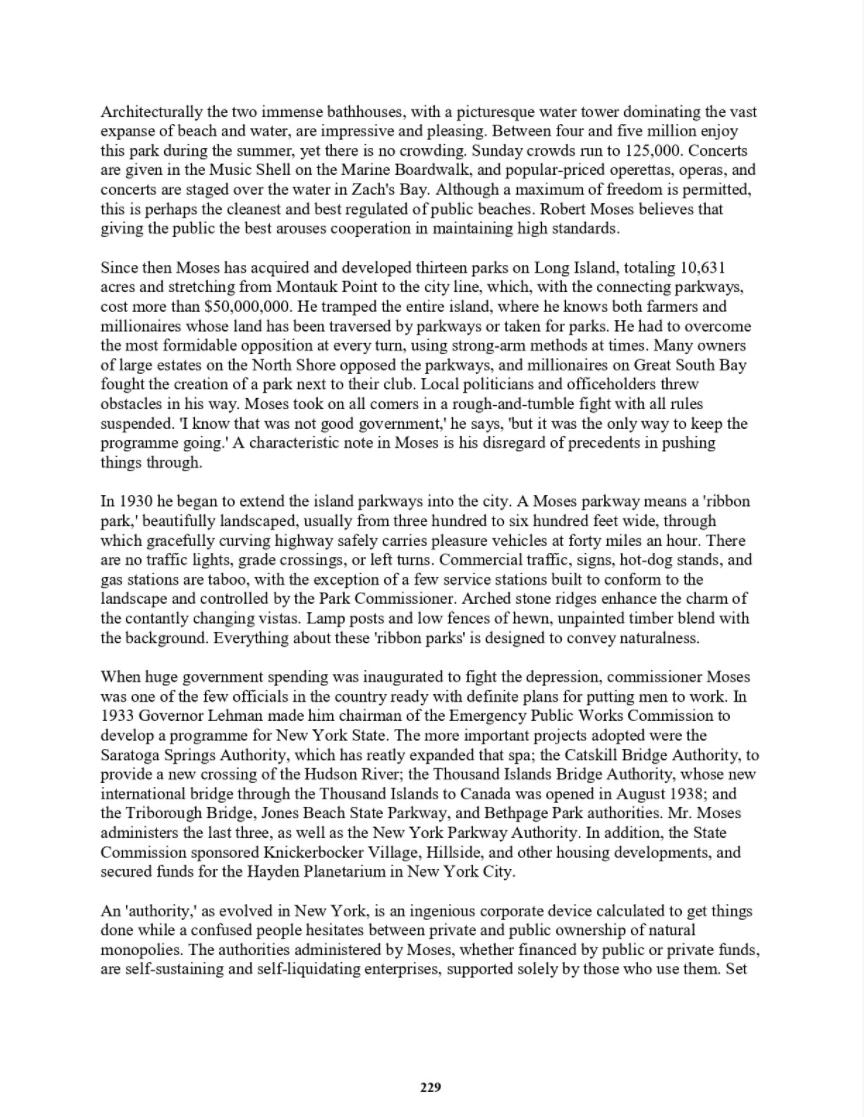 Architecturally the two immense bathhouses, with a picturesque water tower dominating the vast
expanse of beach and water, are impressive and pleasing. Between four and five million enjoy
this park during the summer, yet there is no crowding. Sunday crowds run to 125,000. Concerts
are given in the Music Shell on the Marine Boardwalk, and popular-priced operettas, operas, and
concerts are staged over the water in Zach's Bay. Although a maximum of freedom is permitted,
this is perhaps the cleanest and best regulated of public beaches. Robert Moses believes that
giving the public the best arouses cooperation in maintaining high standards.
Since then Moses has acquired and developed thirteen parks on Long Island, totaling 10,631
acres and stretching from Montauk Point to the city line, which, with the connecting parkways,
cost more than $50,000,000. He tramped the entire island, where he knows both farmers and
millionaires whose land has been traversed by parkways or taken for parks. He had to overcome
the most formidable opposition at every turn, using strong-arm methods at times. Many owners
of large estates on the North Shore opposed the parkways, and millionaires on Great South Bay
fought the creation of a park next to their club. Local politicians and officeholders threw
obstacles in his way. Moses took on all comers in a rough-and-tumble fight with all rules
suspended. 'I know that was not good government,' he says, 'but it was the only way to keep the
programme going.' A characteristic note in Moses is his disregard of precedents in pushing
things through.
In 1930 he began to extend the island parkways into the city. A Moses parkway means a 'ribbon
park,' beautifully landscaped, usually from three hundred to six hundred feet wide, through
which gracefully curving highway safely carries pleasure vehicles at forty miles an hour. There
are no traffic lights, grade crossings, or left turns. Commercial traffic, signs, hot-dog stands, and
gas stations are taboo, with the exception of a few service stations built to conform to the
landscape and controlled by the Park Commissioner. Arched stone ridges enhance the charm of
the contantly changing vistas. Lamp posts and low fences of hewn, unpainted timber blend with
the background. Everything about these 'ribbon parks' is designed to convey naturalness.
When huge government spending was inaugurated to fight the depression, commissioner Moses
was one of the few officials in the country ready with definite plans for putting men to work. In
1933 Governor Lehman made him chairman of the Emergency Public Works Commission to
develop a programme for New York State. The more important projects adopted were the
Saratoga Springs Authority, which has reatly expanded that spa; the Catskill Bridge Authority, to
provide a new crossing of the Hudson River; the Thousand Islands Bridge Authority, whose new
international bridge through the Thousand Islands to Canada was opened in August 1938; and
the Triborough Bridge, Jones Beach State Parkway, and Bethpage Park authorities. Mr. Moses
administers the last three, as well as the New York Parkway Authority. In addition, the State
Commission sponsored Knickerbocker Village, Hillside, and other housing developments, and
secured funds for the Hayden Planetarium in New York City.
An 'authority,' as evolved in New York, is an ingenious corporate device calculated to get things
done while a confused people hesitates between private and public ownership of natural
monopolies. The authorities administered by Moses, whether financed by public or private funds,
are self-sustaining and self-liquidating enterprises, supported solely by those who use them. Set
229